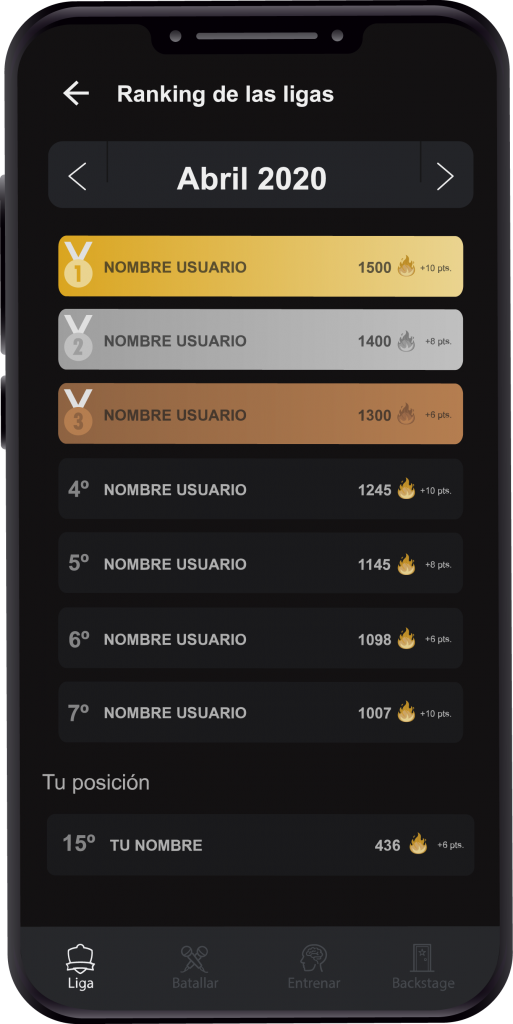 Ranking de las ligas
Abril 2020
1 NOMBRE USUARIO 1500 +10 pts.
2 NOMBRE USUARIO 1400 +8 pts.
3 NOMBRE USUARIO 1300 +6 pts.
4º NOMBRE USUARIO 1245 +10 pts.
5º NOMBRE USUARIO 1145 +8 pts.
6º NOMBRE USUARIO 1098 +6 pts.
7º NOMBRE USUARIO 1007 +10 pts.
Tu posición
15º TU NOMBRE 436 +6 pts.
Liga Batallar Entrenar Backstage